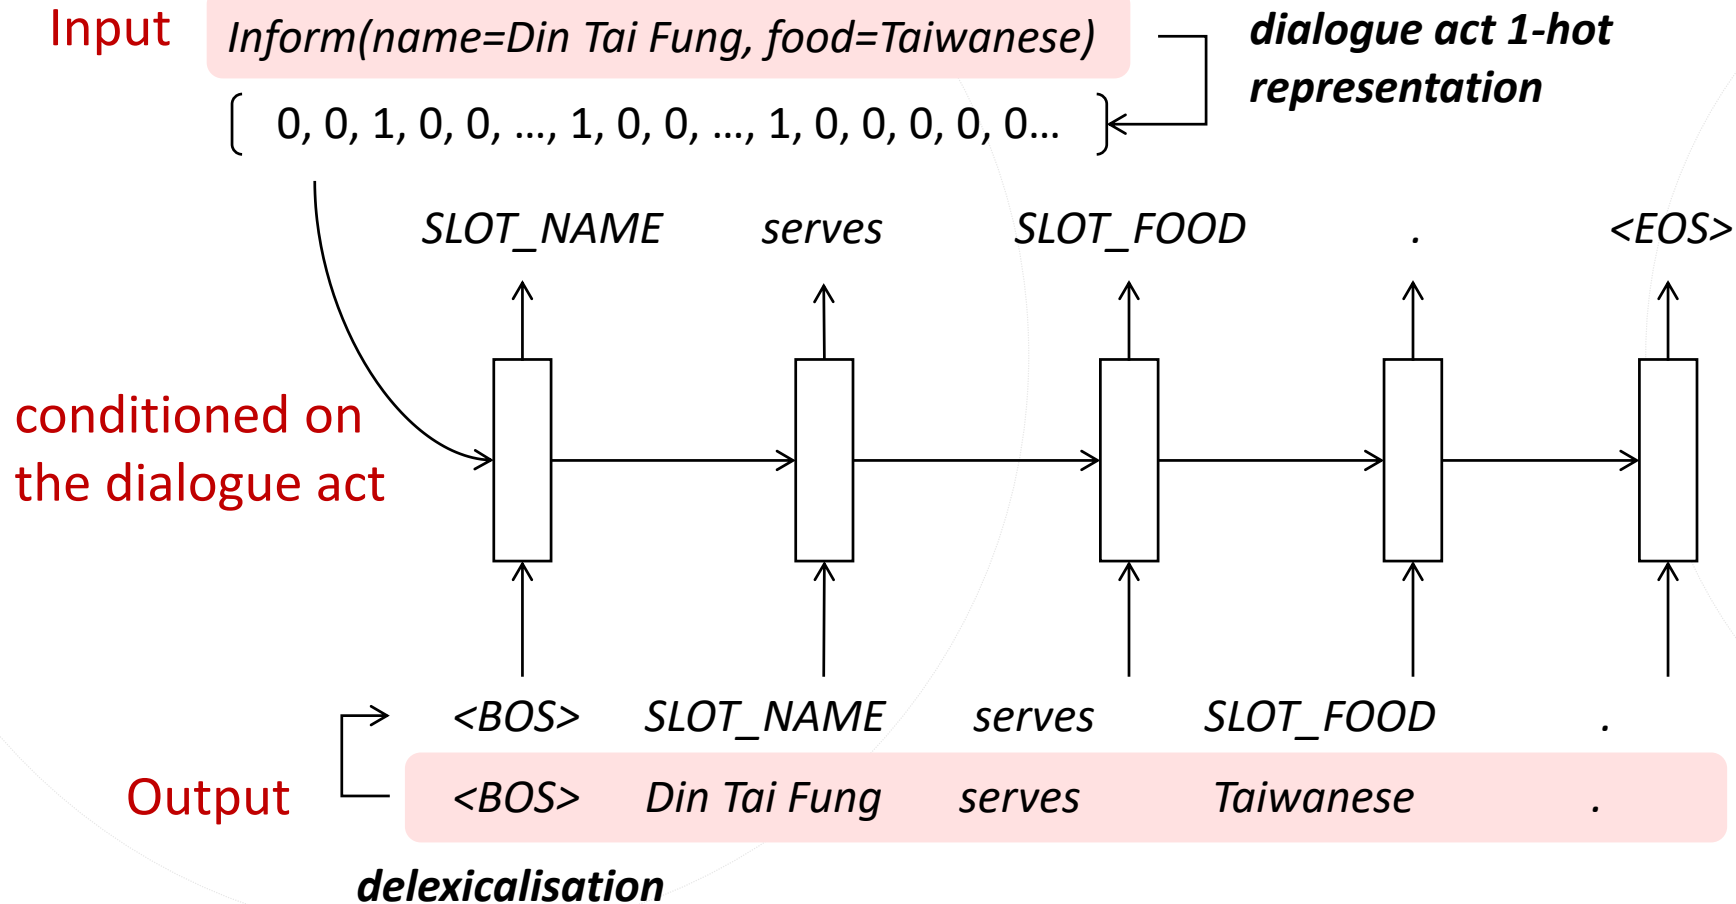 Input
Inform(name=Din Tai Fung, food=Taiwanese)
dialogue act 1-hot
representation
0, 0, 1, 0, 0, …, 1, 0, 0, …, 1, 0, 0, 0, 0, 0…
SLOT_NAME serves SLOT_FOOD . <EOS>
conditioned on
the dialogue act
<BOS> SLOT_NAME serves SLOT_FOOD .
Output
<BOS> Din Tai Fung serves Taiwanese .
delexicalisation